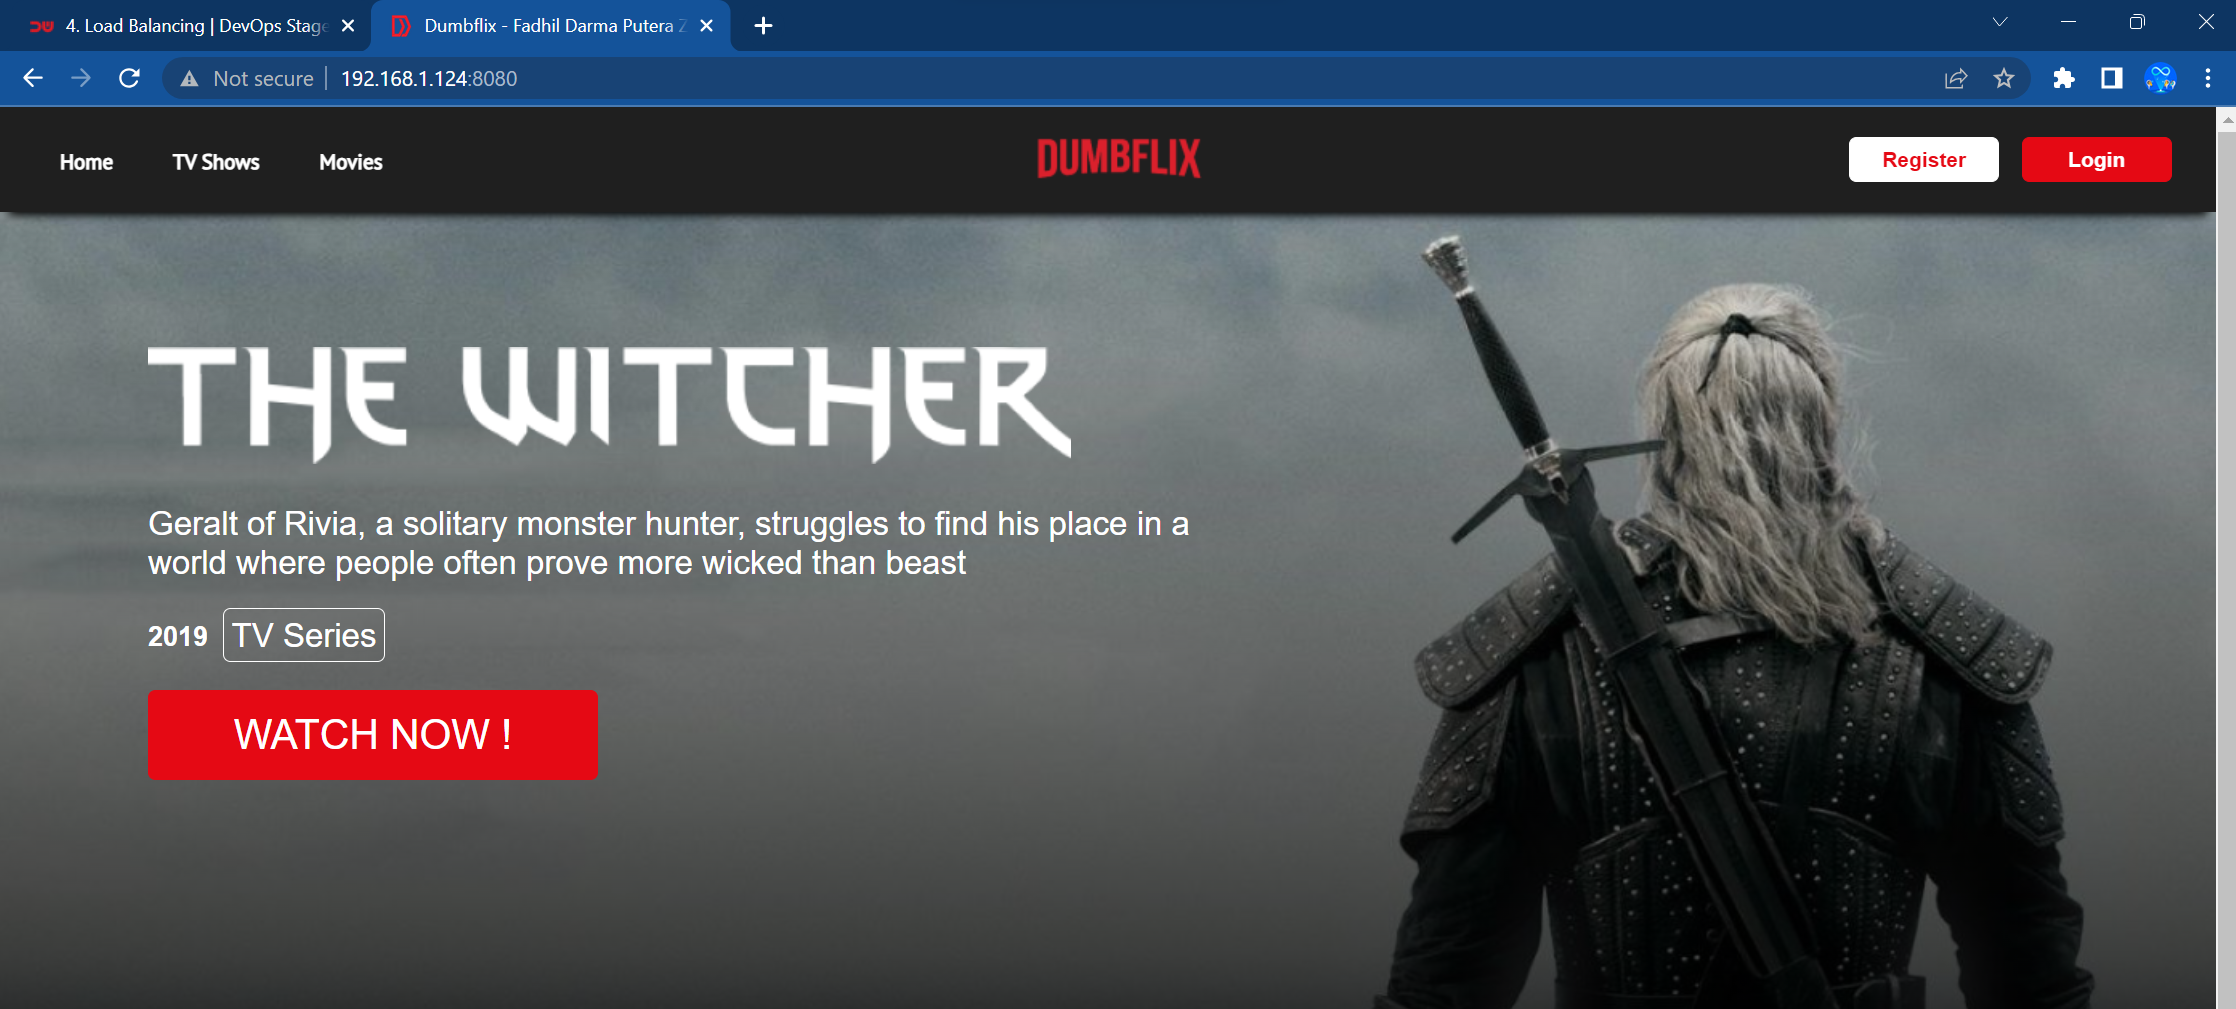 4. Load Balancing | DevOps Stage
Dumbflix - Fadhil Darma Putera Z
Not secure
192.168.1.124:8080
Home
TV Shows
Movies
DUMBFLIX
Register
Login
THE WITCHER
Geralt of Rivia, a solitary monster hunter, struggles to find his place in a
world where people often prove more wicked than beast
2019
TV Series
WATCH NOW !